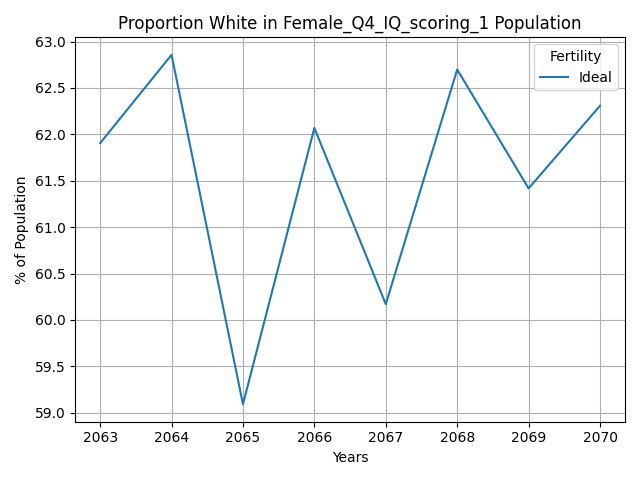 Proportion White in Female_Q4_IQ_scoring_1 Population
63.0
62.5
62.0
61.5
61.0
60.5
60.0
59.5
59.0
% of Population
Fertility
Ideal
2063 2064 2065 2066 2067 2068 2069 2070
Years